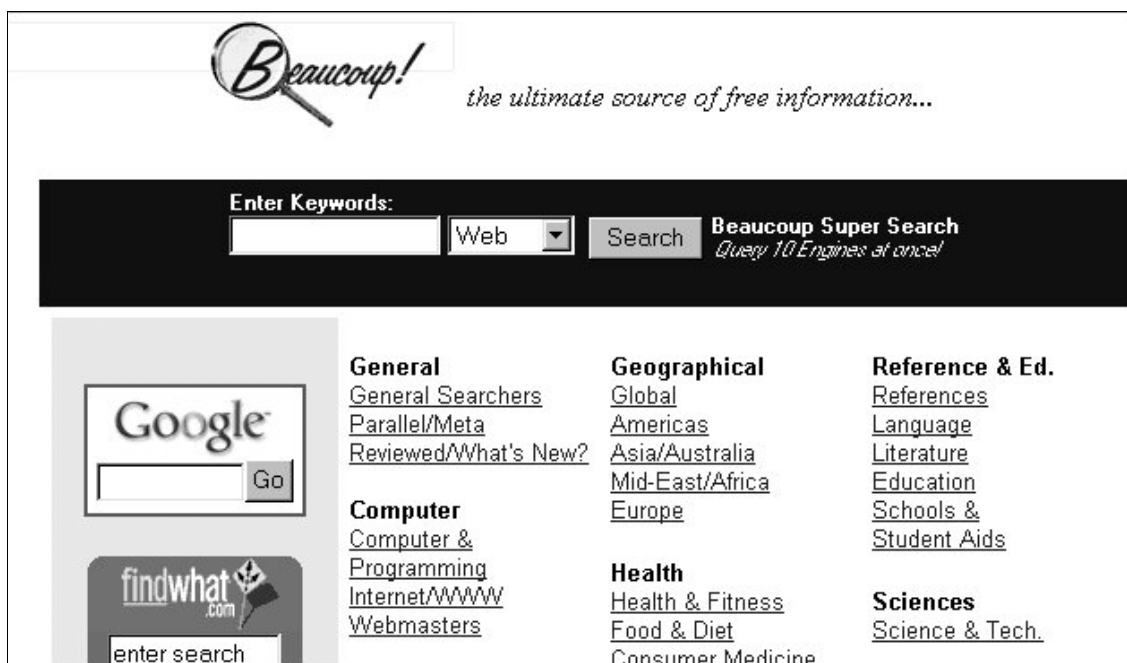 Beaucoup!
the ultimate source of free information...
Enter Keywords:
Web
Search
Beaucoup Super Search
Query 10 Engines at once!
Google
Go
findwhat
.com
enter search
General
General Searchers
Parallel/Meta
Reviewed/What's New?
Computer
Computer &
Programming
Internet/WWW
Webmasters
Geographical
Global
Americas
Asia/Australia
Mid-East/Africa
Europe
Health
Health & Fitness
Food & Diet
Consumer Medicine
Reference & Ed.
References
Language
Literature
Education
Schools &
Student Aids
Sciences
Science & Tech.